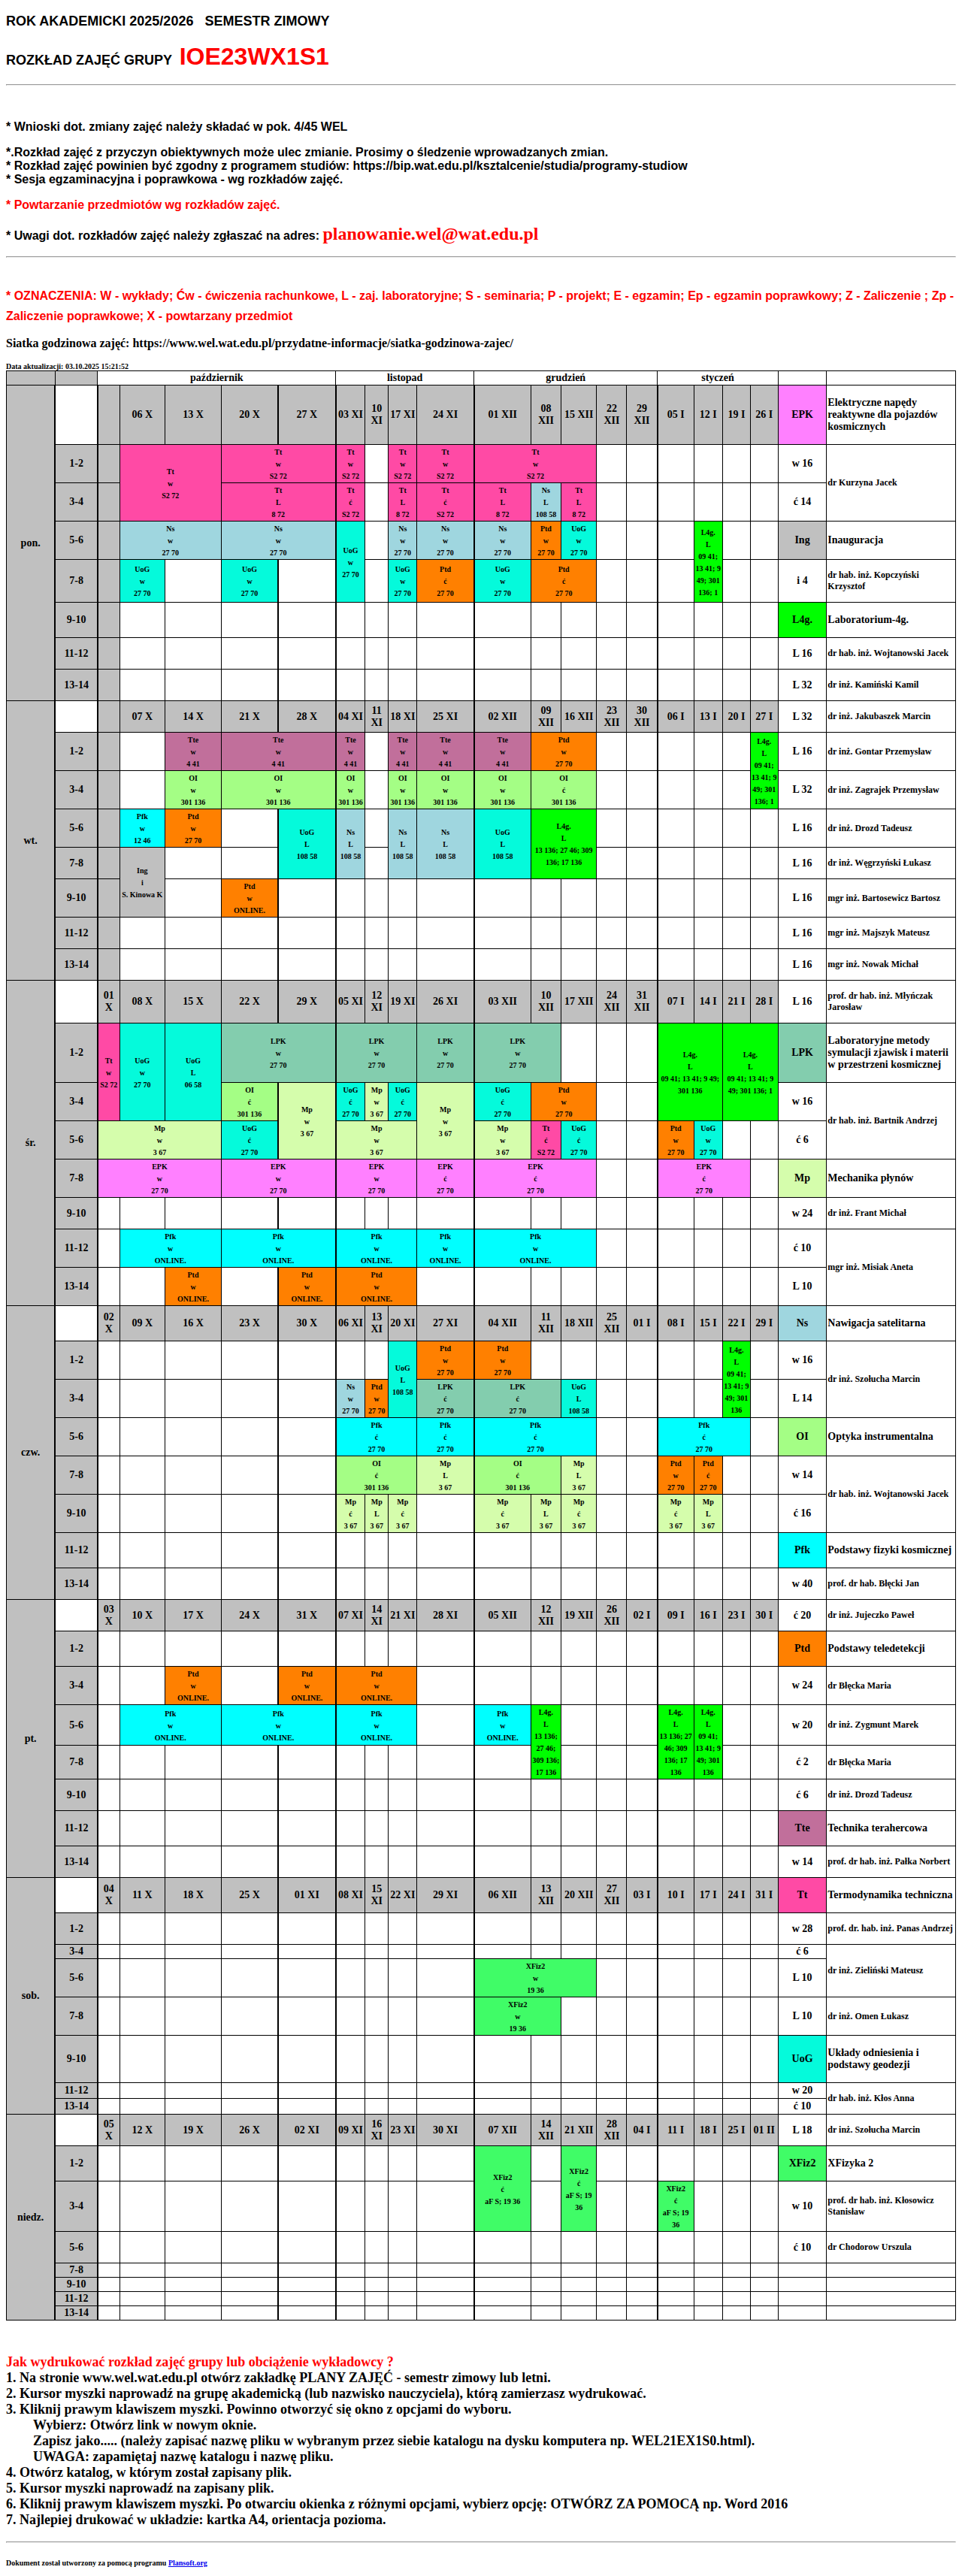 ROK AKADEMICKI 2025/2026 SEMESTR ZIMOWY
ROZKŁAD ZAJĘĆ GRUPY IOE23WX1S1
* Wnioski dot. zmiany zajęć należy składać w pok. 4/45 WEL
*.Rozkład zajęć z przyczyn obiektywnych może ulec zmianie. Prosimy o śledzenie wprowadzanych zmian.
* Rozkład zajęć powinien być zgodny z programem studiów: https://bip.wat.edu.pl/ksztalcenie/studia/programy-studiow
* Sesja egzaminacyjna i poprawkowa - wg rozkładów zajęć.
* Powtarzanie przedmiotów wg rozkładów zajęć.
* Uwagi dot. rozkładów zajęć należy zgłaszać na adres: planowanie.wel@wat.edu.pl
* OZNACZENIA: W - wykłady; Ćw - ćwiczenia rachunkowe, L - zaj. laboratoryjne; S - seminaria; P - projekt; E - egzamin; Ep - egzamin poprawkowy; Z - Zaliczenie ; Zp -
Zaliczenie poprawkowe; X - powtarzany przedmiot
Siatka godzinowa zajęć: https://www.wel.wat.edu.pl/przydatne-informacje/siatka-godzinowa-zajec/
Data aktualizacji: 03.10.2025 15:21:52
październik listopad grudzień styczeń
pon. 06 X 13 X 20 X 27 X 03 XI 10 XI 17 XI 24 XI 01 XII 08 XII 15 XII 22 XII 29 XII 05 I 12 I 19 I 26 I EPK Elektryczne napędy reaktywne dla pojazdów kosmicznych
1-2 Tt w S2 72 Tt w S2 72 Tt w S2 72 Tt w S2 72 Tt w S2 72 Tt w S2 72 w 16 dr Kurzyna Jacek
3-4 Tt L 8 72 Tt ć S2 72 Tt L 8 72 Tt ć S2 72 Tt L 8 72 Ns L 108 58 Tt L 8 72 ć 14
5-6 Ns w 27 70 Ns w 27 70 UoG w 27 70 Ns w 27 70 Ns w 27 70 Ns w 27 70 Ptd w 27 70 UoG w 27 70 L4g. L 09 41; 13 41; 9 49; 301 136; 1 Ing Inauguracja
7-8 UoG w 27 70 UoG w 27 70 UoG w 27 70 Ptd ć 27 70 UoG w 27 70 Ptd ć 27 70 i 4 dr hab. inż. Kopczyński Krzysztof
9-10 L4g. Laboratorium-4g.
11-12 L 16 dr hab. inż. Wojtanowski Jacek
13-14 L 32 dr inż. Kamiński Kamil
wt. 07 X 14 X 21 X 28 X 04 XI 11 XI 18 XI 25 XI 02 XII 09 XII 16 XII 23 XII 30 XII 06 I 13 I 20 I 27 I L 32 dr inż. Jakubaszek Marcin
1-2 Tte w 4 41 Tte w 4 41 Tte w 4 41 Tte w 4 41 Tte w 4 41 Tte w 4 41 Ptd w 27 70 L4g. L 09 41; 13 41; 9 49; 301 136; 1 L 16 dr inż. Gontar Przemysław
3-4 OI w 301 136 OI w 301 136 OI w 301 136 OI w 301 136 OI w 301 136 OI w 301 136 OI ć 301 136 L 32 dr inż. Zagrajek Przemysław
5-6 Pfk w 12 46 Ptd w 27 70 UoG L 108 58 Ns L 108 58 Ns L 108 58 Ns L 108 58 UoG L 108 58 L4g. L 13 136; 27 46; 309 136; 17 136 L 16 dr inż. Drozd Tadeusz
7-8 Ing i S. Kinowa K L 16 dr inż. Węgrzyński Łukasz
9-10 Ptd w ONLINE. L 16 mgr inż. Bartosewicz Bartosz
11-12 L 16 mgr inż. Majszyk Mateusz
13-14 L 16 mgr inż. Nowak Michał
śr. 01 X 08 X 15 X 22 X 29 X 05 XI 12 XI 19 XI 26 XI 03 XII 10 XII 17 XII 24 XII 31 XII 07 I 14 I 21 I 28 I L 16 prof. dr hab. inż. Młyńczak Jarosław
1-2 Tt w S2 72 UoG w 27 70 UoG L 06 58 LPK w 27 70 LPK w 27 70 LPK w 27 70 LPK w 27 70 L4g. L 09 41; 13 41; 9 49; 301 136 L4g. L 09 41; 13 41; 9 49; 301 136; 1 LPK Laboratoryjne metody symulacji zjawisk i materii w przestrzeni kosmicznej
3-4 OI ć 301 136 Mp w 3 67 UoG ć 27 70 Mp w 3 67 UoG ć 27 70 Mp w 3 67 UoG ć 27 70 Ptd w 27 70 w 16 dr hab. inż. Bartnik Andrzej
5-6 Mp w 3 67 UoG ć 27 70 Mp w 3 67 Mp w 3 67 Tt ć S2 72 UoG ć 27 70 Ptd w 27 70 UoG w 27 70 ć 6
7-8 EPK w 27 70 EPK w 27 70 EPK w 27 70 EPK ć 27 70 EPK ć 27 70 EPK ć 27 70 Mp Mechanika płynów
9-10 w 24 dr inż. Frant Michał
11-12 Pfk w ONLINE. Pfk w ONLINE. Pfk w ONLINE. Pfk w ONLINE. Pfk w ONLINE. ć 10 mgr inż. Misiak Aneta
13-14 Ptd w ONLINE. Ptd w ONLINE. Ptd w ONLINE. L 10
czw. 02 X 09 X 16 X 23 X 30 X 06 XI 13 XI 20 XI 27 XI 04 XII 11 XII 18 XII 25 XII 01 I 08 I 15 I 22 I 29 I Ns Nawigacja satelitarna
1-2 UoG L 108 58 Ptd w 27 70 Ptd w 27 70 L4g. L 09 41; 13 41; 9 49; 301 136 w 16 dr inż. Szołucha Marcin
3-4 Ns w 27 70 Ptd w 27 70 LPK ć 27 70 LPK ć 27 70 UoG L 108 58 L 14
5-6 Pfk ć 27 70 Pfk ć 27 70 Pfk ć 27 70 Pfk ć 27 70 OI Optyka instrumentalna
7-8 OI ć 301 136 Mp L 3 67 OI ć 301 136 Mp L 3 67 Ptd w 27 70 Ptd ć 27 70 w 14 dr hab. inż. Wojtanowski Jacek
9-10 Mp ć 3 67 Mp L 3 67 Mp ć 3 67 Mp ć 3 67 Mp L 3 67 Mp ć 3 67 Mp ć 3 67 Mp L 3 67 ć 16
11-12 Pfk Podstawy fizyki kosmicznej
13-14 w 40 prof. dr hab. Błęcki Jan
pt. 03 X 10 X 17 X 24 X 31 X 07 XI 14 XI 21 XI 28 XI 05 XII 12 XII 19 XII 26 XII 02 I 09 I 16 I 23 I 30 I ć 20 dr inż. Jujeczko Paweł
1-2 Ptd Podstawy teledetekcji
3-4 Ptd w ONLINE. Ptd w ONLINE. Ptd w ONLINE. w 24 dr Błęcka Maria
5-6 Pfk w ONLINE. Pfk w ONLINE. Pfk w ONLINE. Pfk w ONLINE. L4g. L 13 136; 27 46; 309 136; 17 136 L4g. L 13 136; 27 46; 309 136; 17 136 L4g. L 09 41; 13 41; 9 49; 301 136 w 20 dr inż. Zygmunt Marek
7-8 ć 2 dr Błęcka Maria
9-10 ć 6 dr inż. Drozd Tadeusz
11-12 Tte Technika terahercowa
13-14 w 14 prof. dr hab. inż. Pałka Norbert
sob. 04 X 11 X 18 X 25 X 01 XI 08 XI 15 XI 22 XI 29 XI 06 XII 13 XII 20 XII 27 XII 03 I 10 I 17 I 24 I 31 I Tt Termodynamika techniczna
1-2 w 28 prof. dr. hab. inż. Panas Andrzej
3-4 ć 6 dr inż. Zieliński Mateusz
5-6 XFiz2 w 19 36 L 10
7-8 XFiz2 w 19 36 L 10 dr inż. Omen Łukasz
9-10 UoG Układy odniesienia i podstawy geodezji
11-12 w 20 dr hab. inż. Kłos Anna
13-14 ć 10
niedz. 05 X 12 X 19 X 26 X 02 XI 09 XI 16 XI 23 XI 30 XI 07 XII 14 XII 21 XII 28 XII 04 I 11 I 18 I 25 I 01 II L 18 dr inż. Szołucha Marcin
1-2 XFiz2 ć aF S; 19 36 XFiz2 ć aF S; 19 36 XFiz2 XFizyka 2
3-4 XFiz2 ć aF S; 19 36 w 10 prof. dr hab. inż. Kłosowicz Stanisław
5-6 ć 10 dr Chodorow Urszula
7-8
9-10
11-12
13-14
Jak wydrukować rozkład zajęć grupy lub obciążenie wykładowcy ?
1. Na stronie www.wel.wat.edu.pl otwórz zakładkę PLANY ZAJĘĆ - semestr zimowy lub letni.
2. Kursor myszki naprowadź na grupę akademicką (lub nazwisko nauczyciela), którą zamierzasz wydrukować.
3. Kliknij prawym klawiszem myszki. Powinno otworzyć się okno z opcjami do wyboru.
Wybierz: Otwórz link w nowym oknie.
Zapisz jako..... (należy zapisać nazwę pliku w wybranym przez siebie katalogu na dysku komputera np. WEL21EX1S0.html).
UWAGA: zapamiętaj nazwę katalogu i nazwę pliku.
4. Otwórz katalog, w którym został zapisany plik.
5. Kursor myszki naprowadź na zapisany plik.
6. Kliknij prawym klawiszem myszki. Po otwarciu okienka z różnymi opcjami, wybierz opcję: OTWÓRZ ZA POMOCĄ np. Word 2016
7. Najlepiej drukować w układzie: kartka A4, orientacja pozioma.
Dokument został utworzony za pomocą programu Plansoft.org